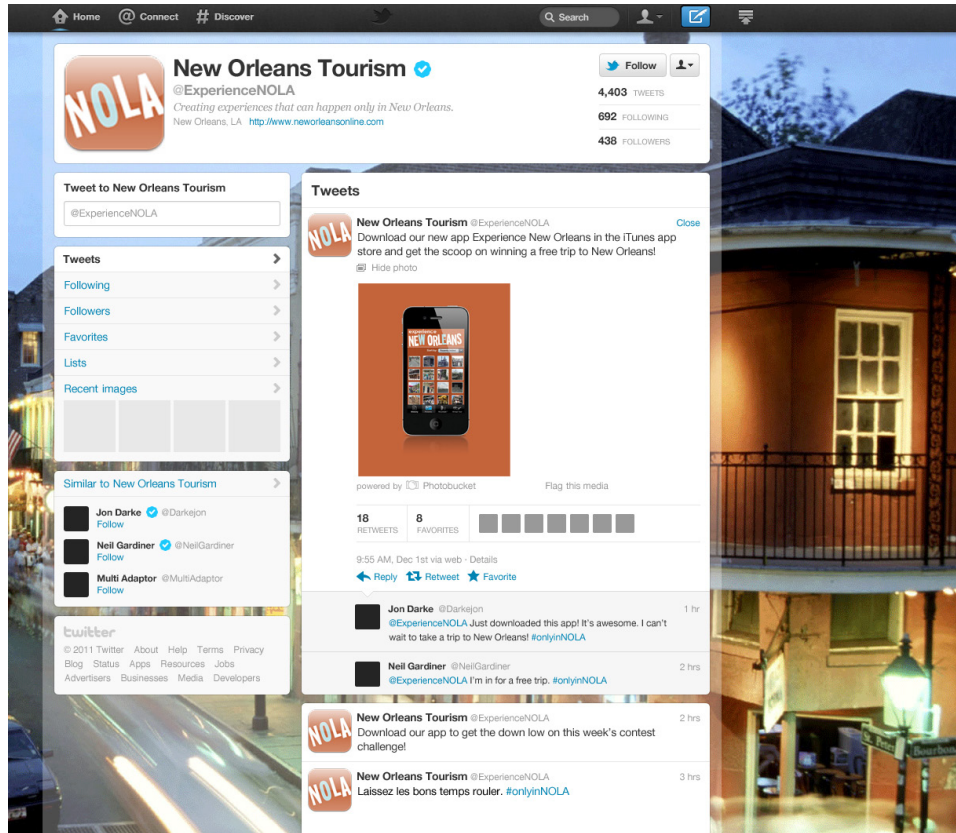 Home @ Connect # Discover
Search
NOLA
New Orleans Tourism
@ExperienceNOLA
Creating experiences that can happen only in New Orleans.
New Orleans, LA http://www.neworleansonline.com
Follow
4,403 TWEETS
692 FOLLOWING
438 FOLLOWERS
Tweet to New Orleans Tourism
@ExperienceNOLA
Tweets
Following
Followers
Favorites
Lists
Recent images
Similar to New Orleans Tourism
Jon Darke @Darkejon
Follow
Neil Gardiner @NeilGardiner
Follow
Multi Adaptor @MultiAdaptor
Follow
twitter
© 2011 Twitter About Help Terms Privacy
Blog Status Apps Resources Jobs
Advertisers Businesses Media Developers
Tweets
NOLA
New Orleans Tourism @ExperienceNOLA Close
Download our new app Experience New Orleans in the iTunes app
store and get the scoop on winning a free trip to New Orleans!
Hide photo
NEW ORLEANS
powered by Photobucket Flag this media
18 RETWEETS
8 FAVORITES
9:55 AM, Dec 1st via web · Details
Reply Retweet Favorite
Jon Darke @Darkejon 1 hr
@ExperienceNOLA Just downloaded this app! It's awesome. I can't
wait to take a trip to New Orleans! #onlyinNOLA
Neil Gardiner @NeilGardiner 2 hrs
@ExperienceNOLA I'm in for a free trip. #onlyinNOLA
NOLA
New Orleans Tourism @ExperienceNOLA 2 hrs
Download our app to get the down low on this week's contest
challenge!
NOLA
New Orleans Tourism @ExperienceNOLA 3 hrs
Laissez les bons temps rouler. #onlyinNOLA
St. Peter
Bourbon